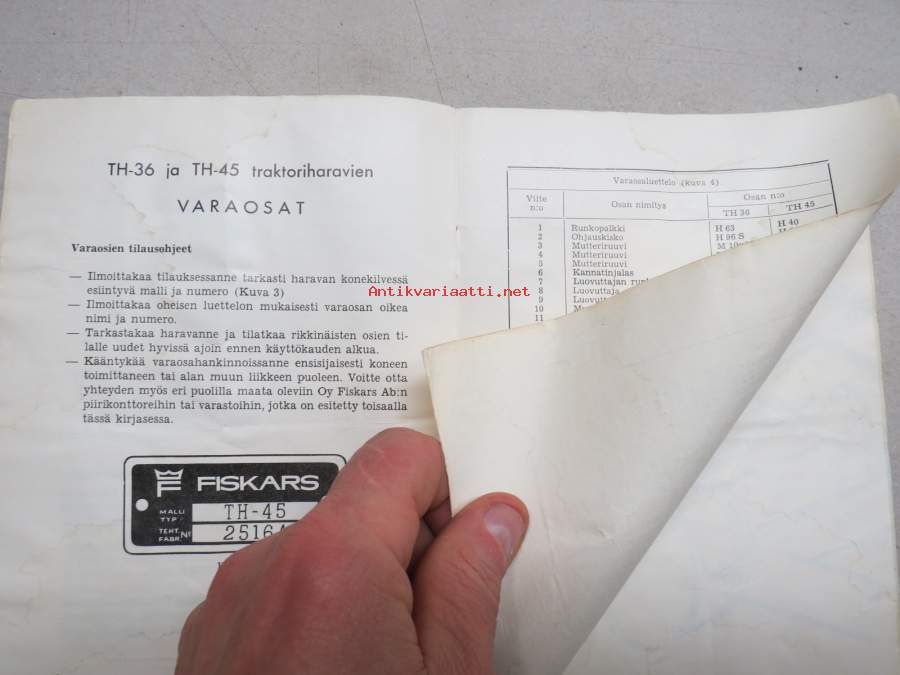 TH-36 ja TH-45 traktoriharavien
VARAOSAT
Varaosien tilausohjeet
— Ilmoittakaa tilauksessanne tarkasti haravan konekilvessä
esiintyvä malli ja numero (Kuva 3)
— Ilmoittakaa oheisen luettelon mukaisesti varaosan oikea
nimi ja numero.
— Tarkastakaa haravanne ja tilatkaa rikkinäisten osien ti-
lalle uudet hyvissä ajoin ennen käyttökauden alkua.
— Kääntykää varaosahankinnoissanne ensisijaisesti koneen
toimittaneen tai alan muun liikkeen puoleen. Voitte otta
yhteyden myös eri puolilla maata oleviin Oy Fiskars Ab:n
piirikonttoreihin tai varastoihin, jotka on esitetty toisaalla
tässä kirjasessa.
FISKARS
MALLI TYP TH-45
TEHT. FABR. Nº 2516
Varaosaluettelo (kuva 4)
Viite n:o Osan nimitys Osan n:o
TH 36 TH 45
1 Runkopalkki H 63 H 40
2 Ohjauskisko H 96 S
3 Mutteriruuvi
4 Mutteriruuvi
5 Mutteriruuvi
6 Kannatinjalas
7 Luovuttajan
8
9
10
11
Antikvariaatti.net